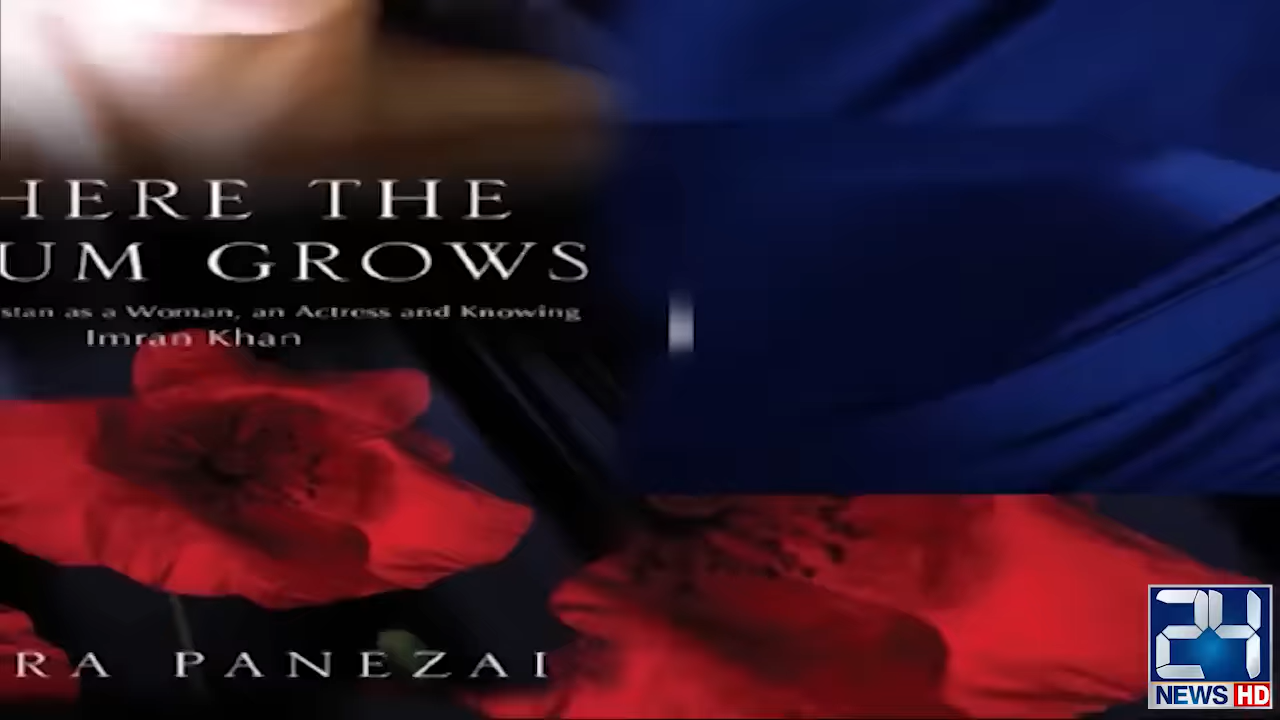 HERE THE
UM GROWS
stan as a Woman, an Actress and Knowing
Imran Khan
RA PANEZAI
24
NEWS HD